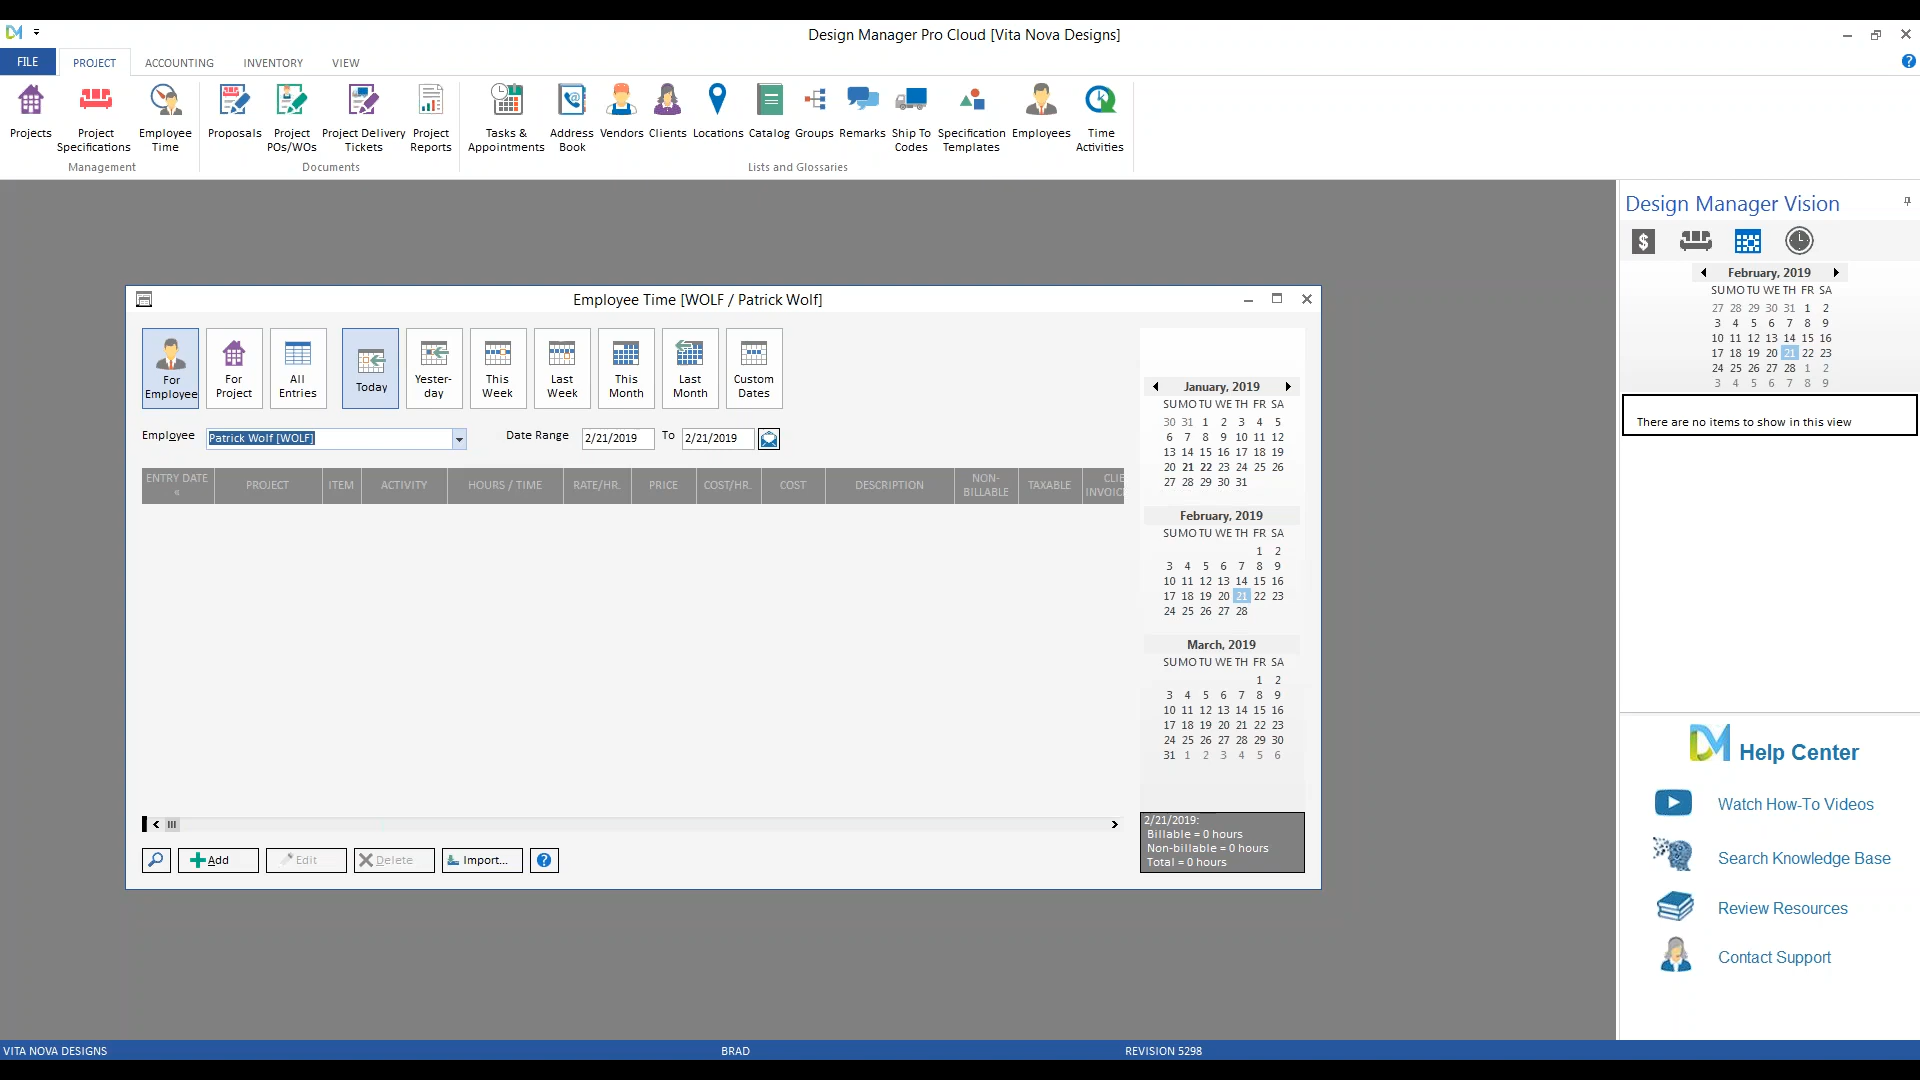 Design Manager Pro Cloud [Vita Nova Designs]
FILE PROJECT ACCOUNTING INVENTORY VIEW
Projects
Project Specifications
Employee Time
Management
Proposals
Project POs/WOs
Project Delivery Tickets
Project Reports
Documents
Tasks & Appointments
Address Book
Vendors
Clients
Locations
Catalog
Groups
Remarks
Ship To Codes
Specification Templates
Employees
Time Activities
Lists and Glossaries
Employee Time [WOLF / Patrick Wolf]
For Employee
For Project
All Entries
Today
Yester-day
This Week
Last Week
This Month
Last Month
Custom Dates
Employee Patrick Wolf [WOLF] Date Range 2/21/2019 To 2/21/2019
ENTRY DATE « PROJECT ITEM ACTIVITY HOURS / TIME RATE/HR. PRICE COST/HR. COST DESCRIPTION NON-BILLABLE TAXABLE CLIE INVOIC
Add Edit Delete Import...
January, 2019
SU MO TU WE TH FR SA
30 31 1 2 3 4 5
6 7 8 9 10 11 12
13 14 15 16 17 18 19
20 21 22 23 24 25 26
27 28 29 30 31
February, 2019
SU MO TU WE TH FR SA
1 2
3 4 5 6 7 8 9
10 11 12 13 14 15 16
17 18 19 20 21 22 23
24 25 26 27 28
March, 2019
SU MO TU WE TH FR SA
1 2
3 4 5 6 7 8 9
10 11 12 13 14 15 16
17 18 19 20 21 22 23
24 25 26 27 28 29 30
31 1 2 3 4 5 6
2/21/2019:
Billable = 0 hours
Non-billable = 0 hours
Total = 0 hours
Design Manager Vision
February, 2019
SU MO TU WE TH FR SA
27 28 29 30 31 1 2
3 4 5 6 7 8 9
10 11 12 13 14 15 16
17 18 19 20 21 22 23
24 25 26 27 28 1 2
3 4 5 6 7 8 9
There are no items to show in this view
DM Help Center
Watch How-To Videos
Search Knowledge Base
Review Resources
Contact Support
VITA NOVA DESIGNS BRAD REVISION 5298